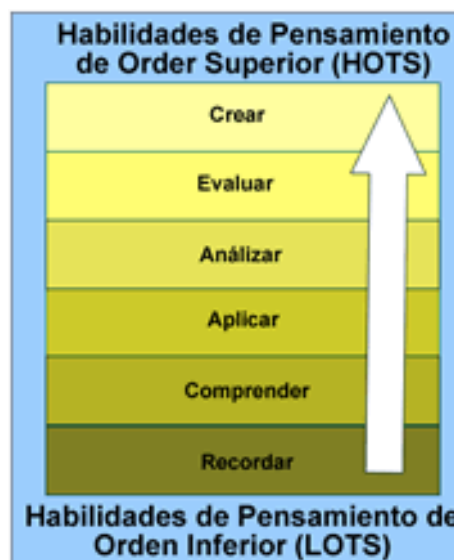 Habilidades de Pensamiento
de Order Superior (HOTS)
Crear
Evaluar
Análizar
Aplicar
Comprender
Recordar
Habilidades de Pensamiento de
Orden Inferior (LOTS)